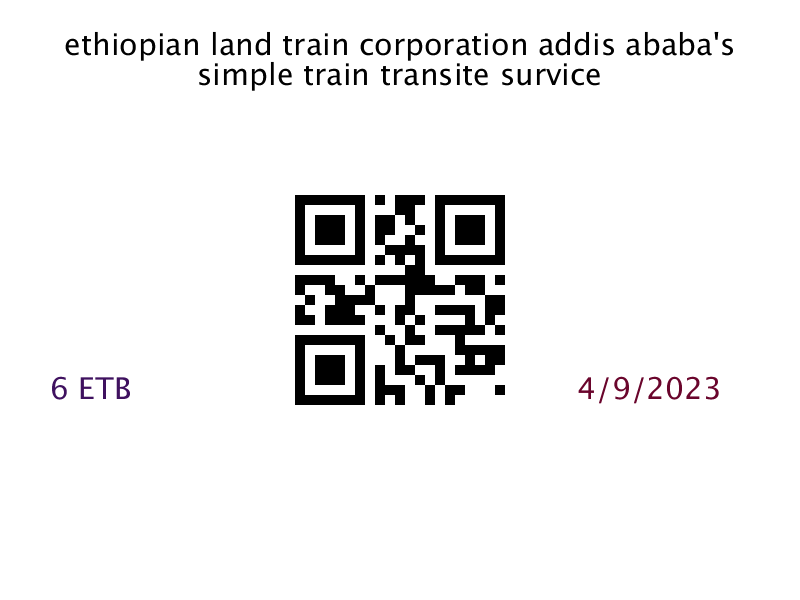 ethiopian land train corporation addis ababa's
simple train transite survice
6 ETB
4/9/2023